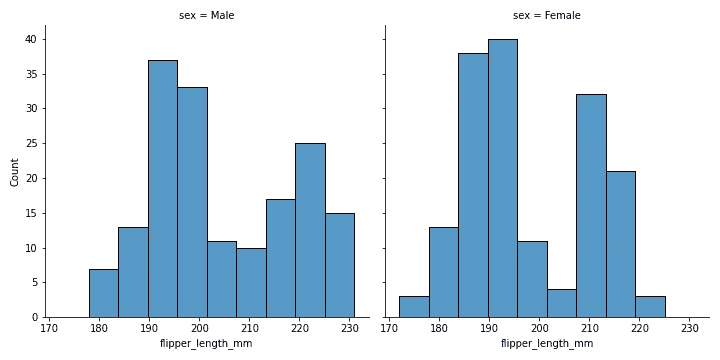 sex = Male
sex = Female
Count
40
35
30
25
20
15
10
5
0
170 180 190 200 210 220 230
170 180 190 200 210 220 230
flipper_length_mm
flipper_length_mm